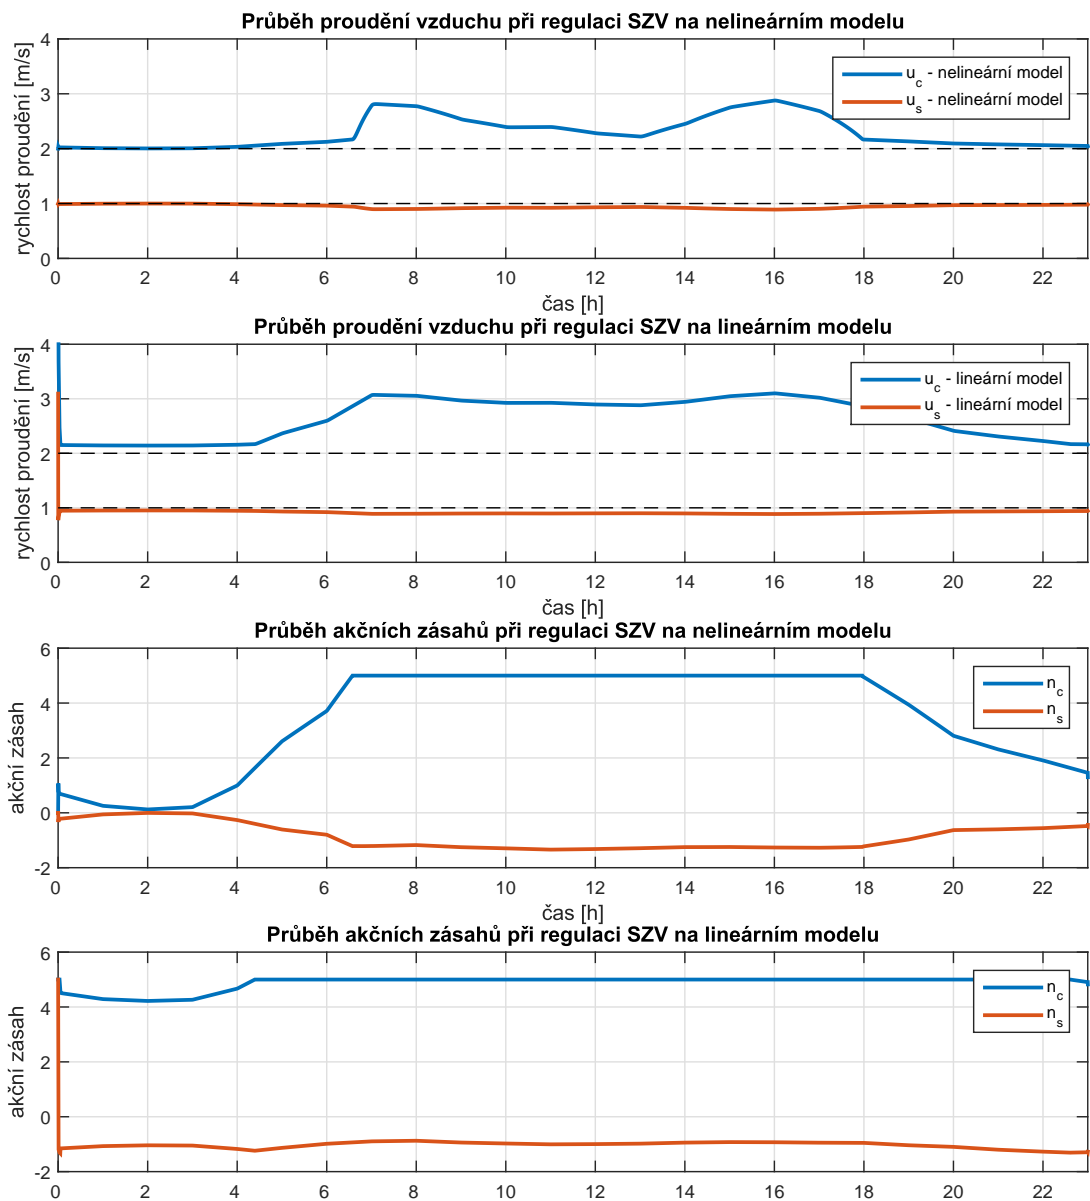 Průběh proudění vzduchu při regulaci SZV na nelineárním modelu
rychlost proudění [m/s]
4
3
2
1
0
u_c - nelineární model
u_s - nelineární model
0 2 4 6 8 10 12 14 16 18 20 22
čas [h]
Průběh proudění vzduchu při regulaci SZV na lineárním modelu
rychlost proudění [m/s]
4
3
2
1
0
u_c - lineární model
u_s - lineární model
0 2 4 6 8 10 12 14 16 18 20 22
čas [h]
Průběh akčních zásahů při regulaci SZV na nelineárním modelu
akční zásah
6
4
2
0
-2
n_c
n_s
0 2 4 6 8 10 12 14 16 18 20 22
čas [h]
Průběh akčních zásahů při regulaci SZV na lineárním modelu
akční zásah
6
4
2
0
-2
n_c
n_s
0 2 4 6 8 10 12 14 16 18 20 22